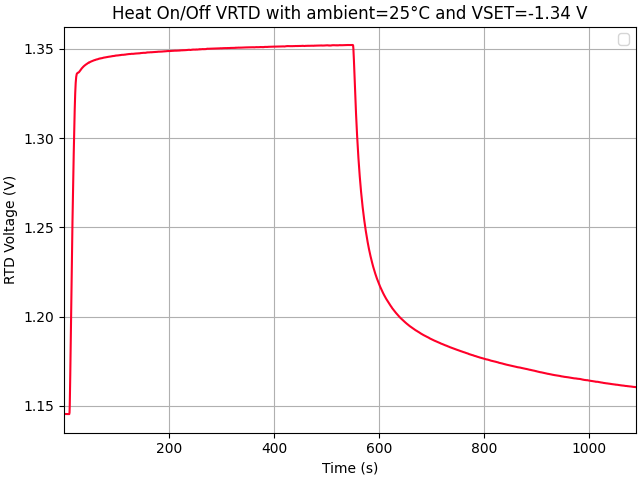 Heat On/Off VRTD with ambient=25°C and VSET=-1.34 V
1.35
1.30
1.25
1.20
1.15
RTD Voltage (V)
200 400 600 800 1000
Time (s)